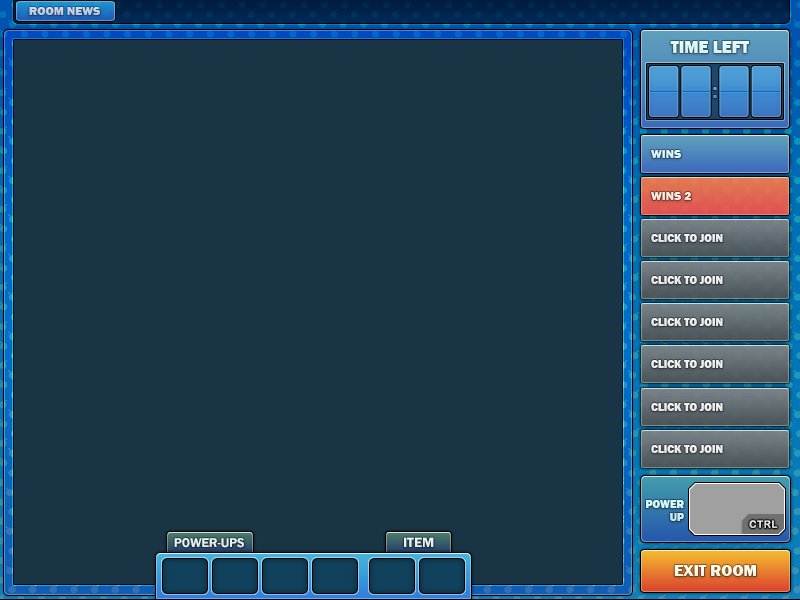 ROOM NEWS
TIME LEFT
:
WINS
WINS 2
CLICK TO JOIN
CLICK TO JOIN
CLICK TO JOIN
CLICK TO JOIN
CLICK TO JOIN
CLICK TO JOIN
POWER
UP
CTRL
POWER-UPS
ITEM
EXIT ROOM